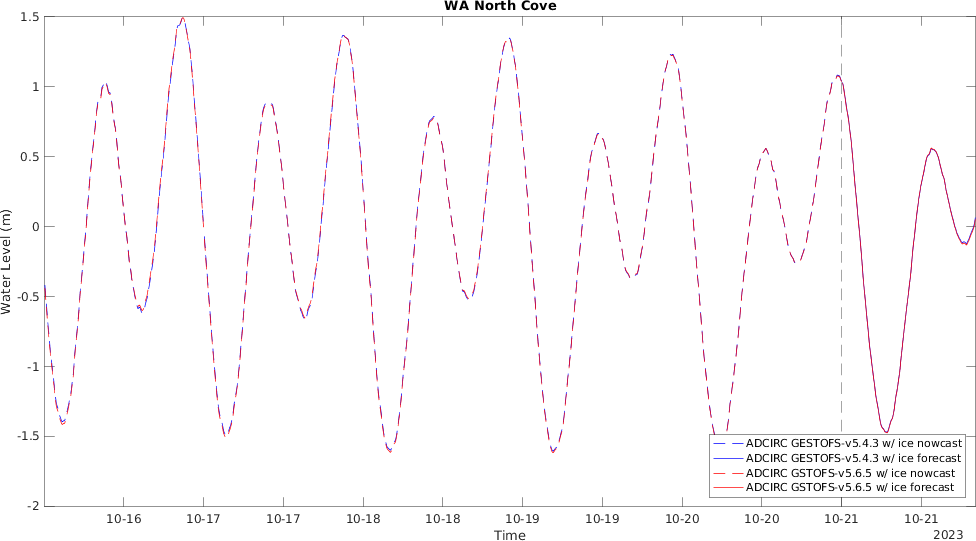 WA North Cove
1.5
1
0.5
0
-0.5
-1
-1.5
-2
Water Level (m)
ADCIRC GESTOFS-v5.4.3 w/ ice nowcast
ADCIRC GESTOFS-v5.4.3 w/ ice forecast
ADCIRC GSTOFS-v5.6.5 w/ ice nowcast
ADCIRC GSTOFS-v5.6.5 w/ ice forecast
10-16 10-17 10-17 10-18 10-18 10-19 10-19 10-20 10-20 10-21 10-21
Time
2023